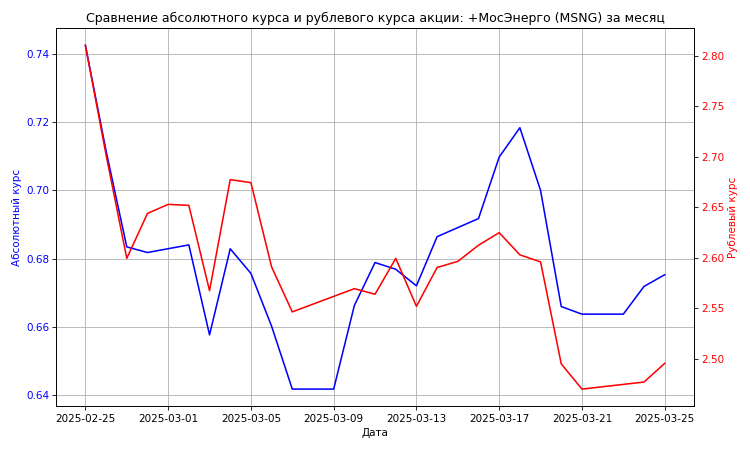 Сравнение абсолютного курса и рублевого курса акции: +МосЭнерго (MSNG) за месяц
0.74
0.72
0.70
0.68
0.66
0.64
Абсолютный курс
2.80
2.75
2.70
2.65
2.60
2.55
2.50
Рублевый курс
2025-02-25 2025-03-01 2025-03-05 2025-03-09 2025-03-13 2025-03-17 2025-03-21 2025-03-25
Дата